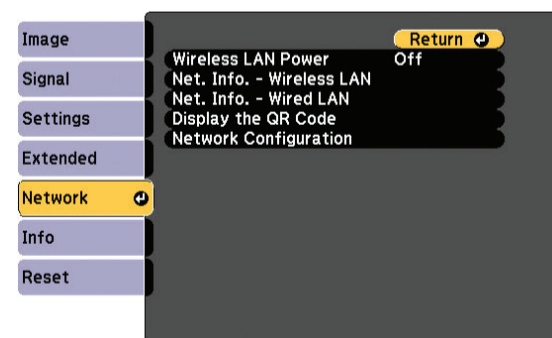 Image
Signal
Settings
Extended
Network
Info
Reset
Return
Wireless LAN Power Off
Net. Info. - Wireless LAN
Net. Info. - Wired LAN
Display the QR Code
Network Configuration